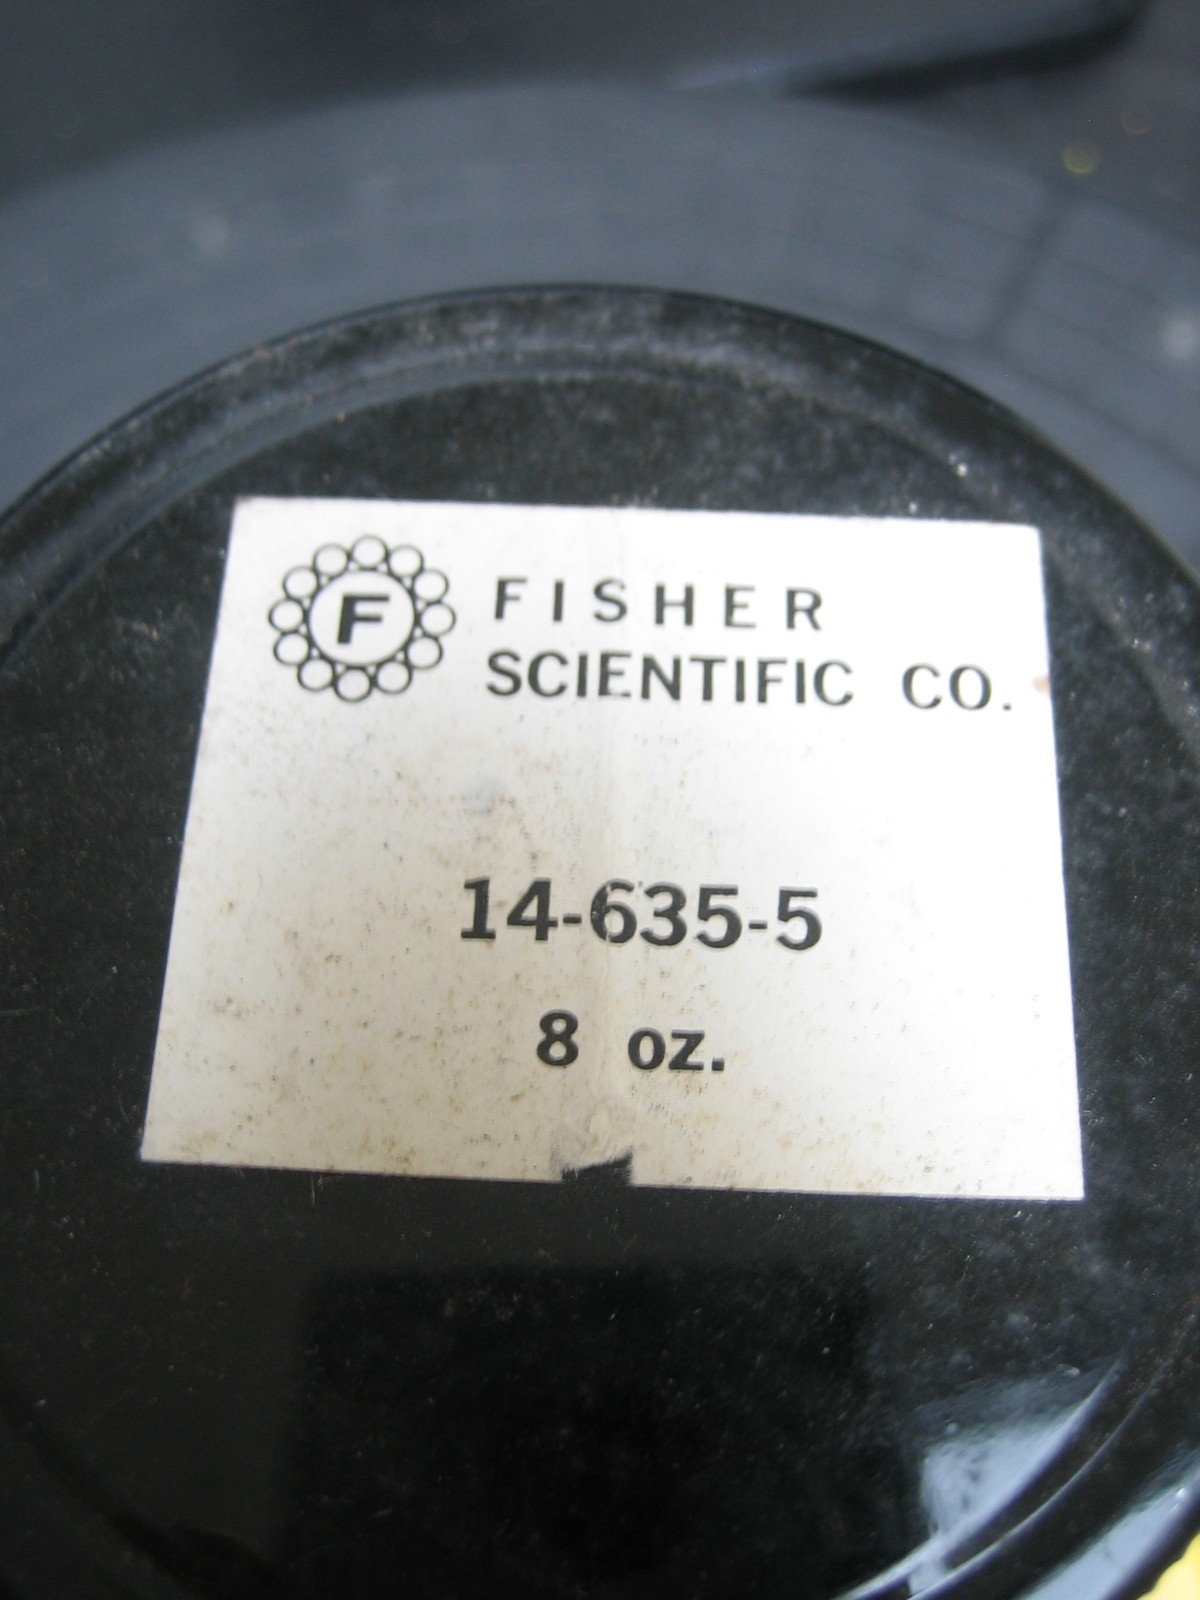 F
FISHER
SCIENTIFIC CO.
14-635-5
8 oz.